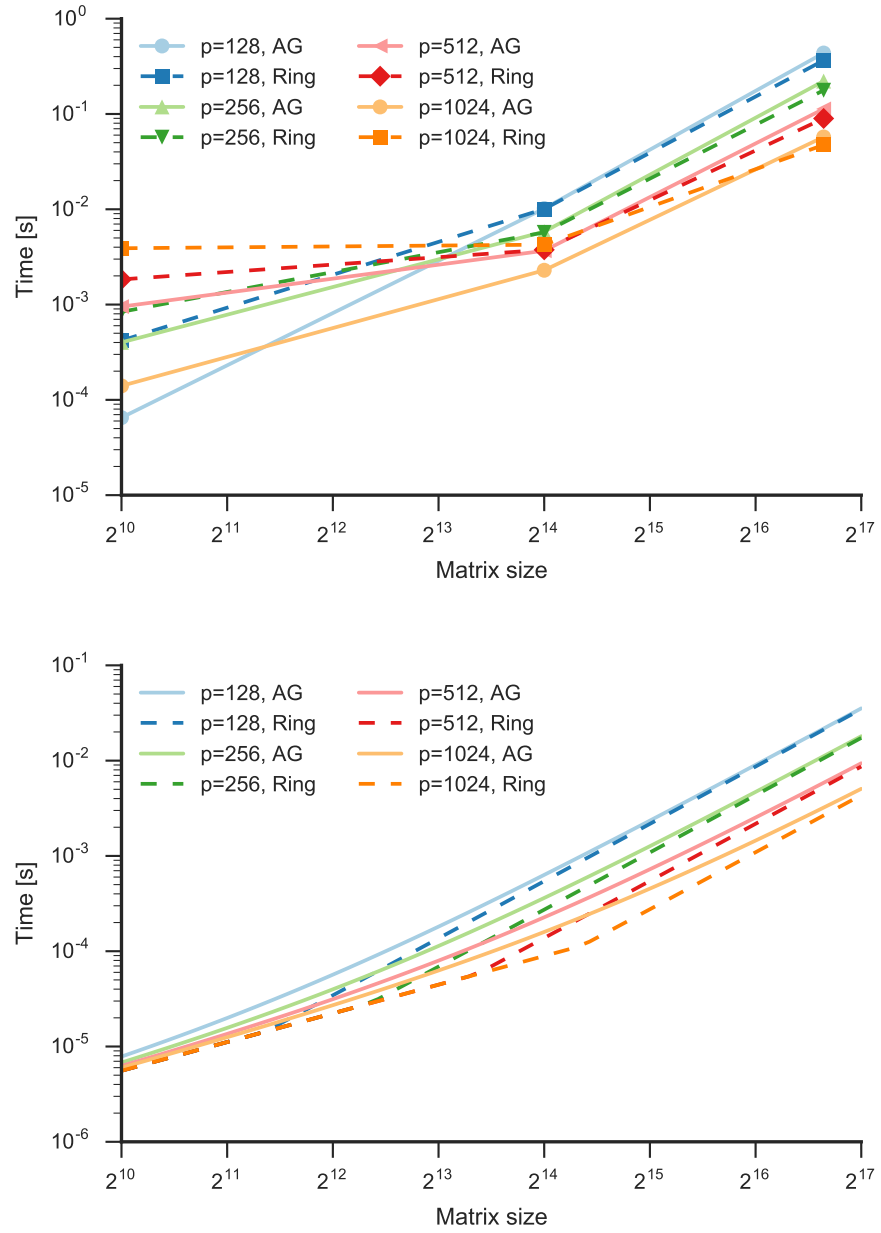 10^0
p=128, AG p=512, AG
p=128, Ring p=512, Ring
p=256, AG p=1024, AG
p=256, Ring p=1024, Ring
10^-1
10^-2
10^-3
10^-4
10^-5
Time [s]
2^10 2^11 2^12 2^13 2^14 2^15 2^16 2^17
Matrix size
10^-1
p=128, AG p=512, AG
p=128, Ring p=512, Ring
p=256, AG p=1024, AG
p=256, Ring p=1024, Ring
10^-2
10^-3
10^-4
10^-5
10^-6
Time [s]
2^10 2^11 2^12 2^13 2^14 2^15 2^16 2^17
Matrix size